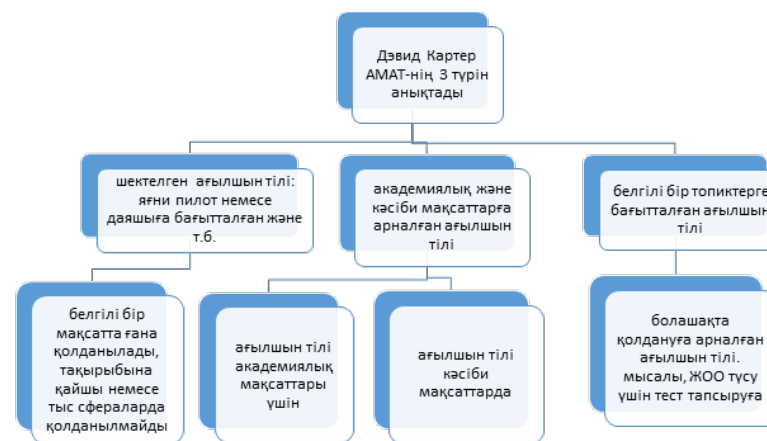 Дэвид Картер
АМАТ-нің 3 түрін
анықтады
шектелген ағылшын тілі:
яғни пилот немесе
даяшыға бағытталған және
т.б.
академиялық және
кәсіби мақсаттарға
арналған ағылшын
тілі
белгілі бір топиктерге
бағытталған ағылшын
тілі
белгілі бір
мақсатта ғана
қолданылады,
тақырыбына
қайшы немесе
тыс сфераларда
қолданылмайды
ағылшын тілі
академиялық
мақсаттары
үшін
ағылшын тілі
кәсіби
мақсаттарда
болашақта
қолдануға арналған
ағылшын тілі.
мысалы, ЖОО түсу
үшін тест тапсыруға